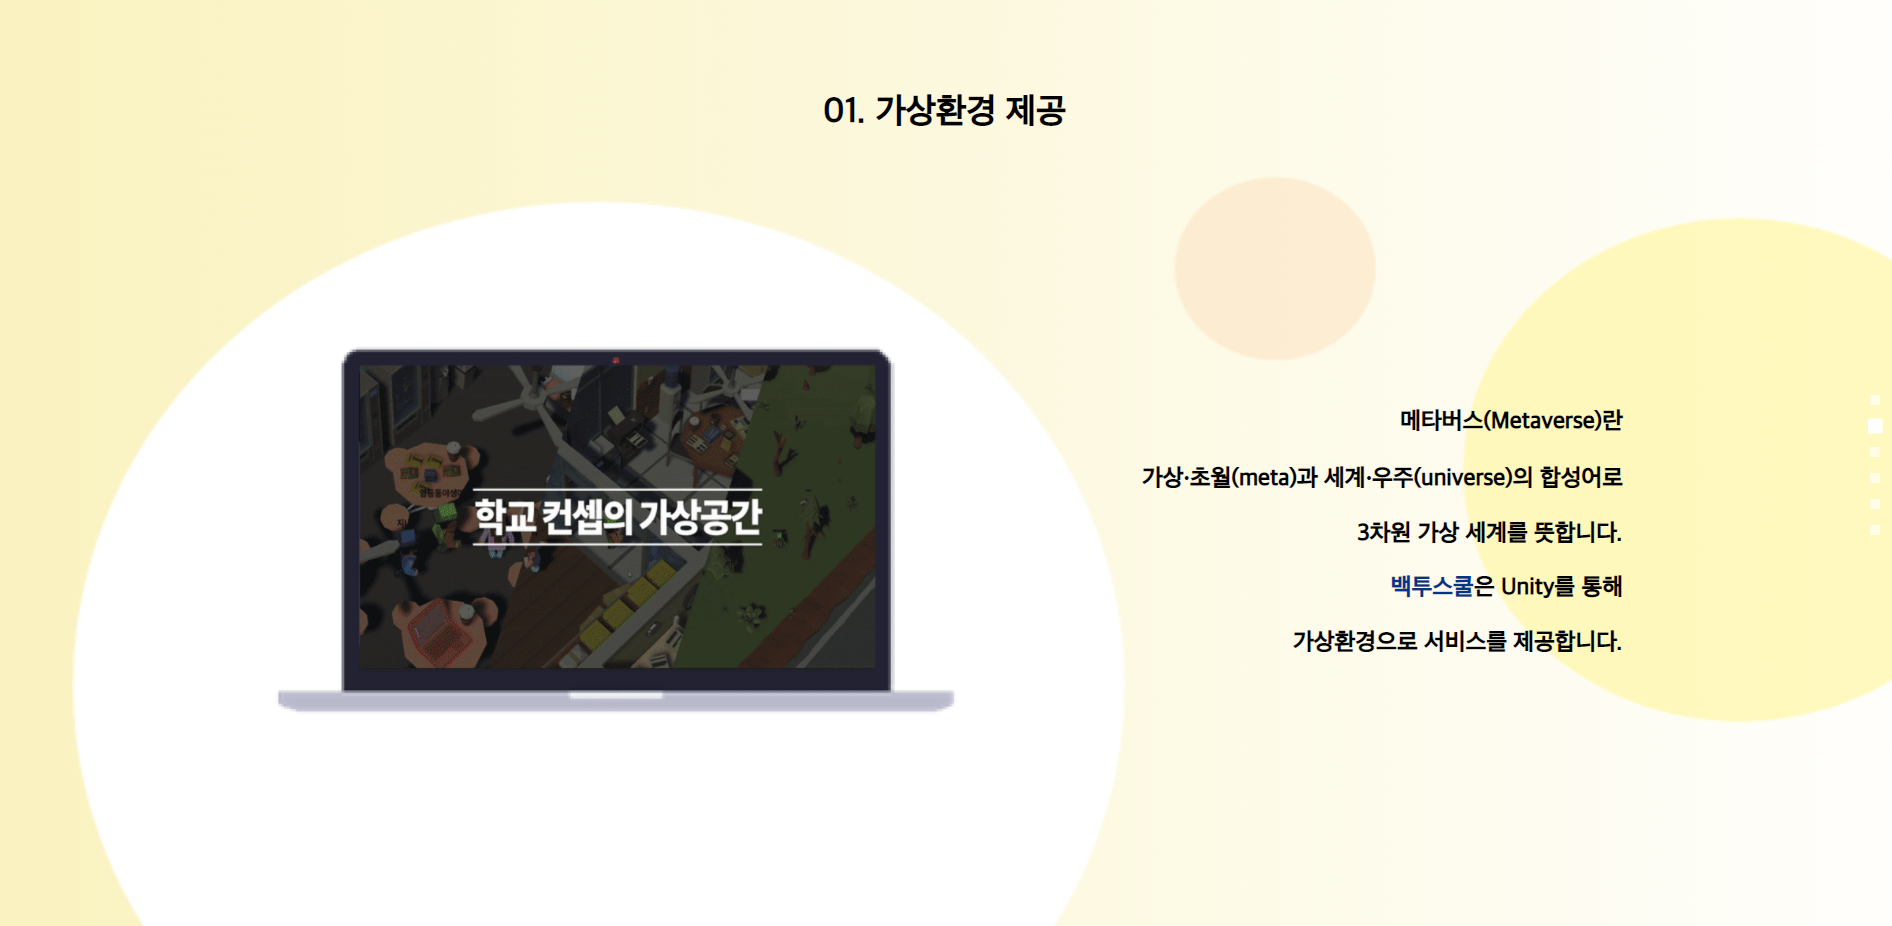 01. 가상환경 제공
학교 컨셉의 가상공간
메타버스(Metaverse)란
가상·초월(meta)과 세계·우주(universe)의 합성어로
3차원 가상 세계를 뜻합니다.
백투스쿨은 Unity를 통해
가상환경으로 서비스를 제공합니다.